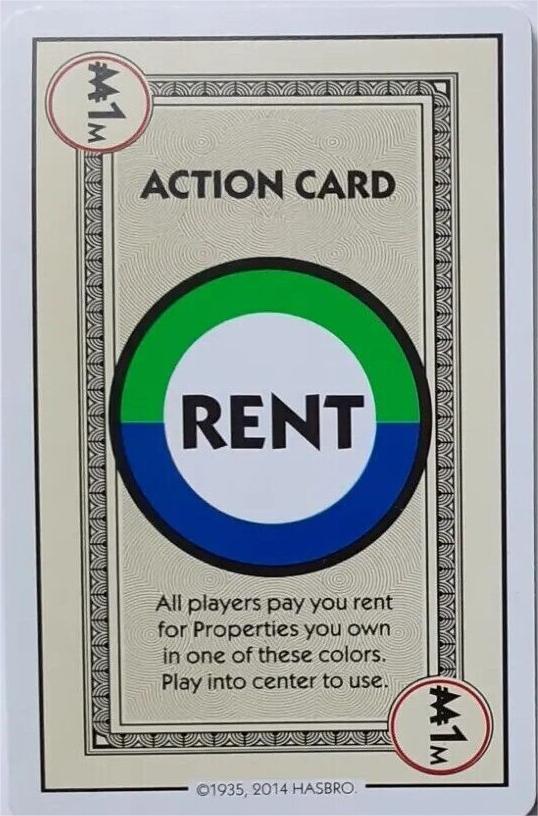 ₩1M
ACTION CARD
RENT
All players pay you rent
for Properties you own
in one of these colors.
Play into center to use.
₩1M
©1935, 2014 HASBRO.